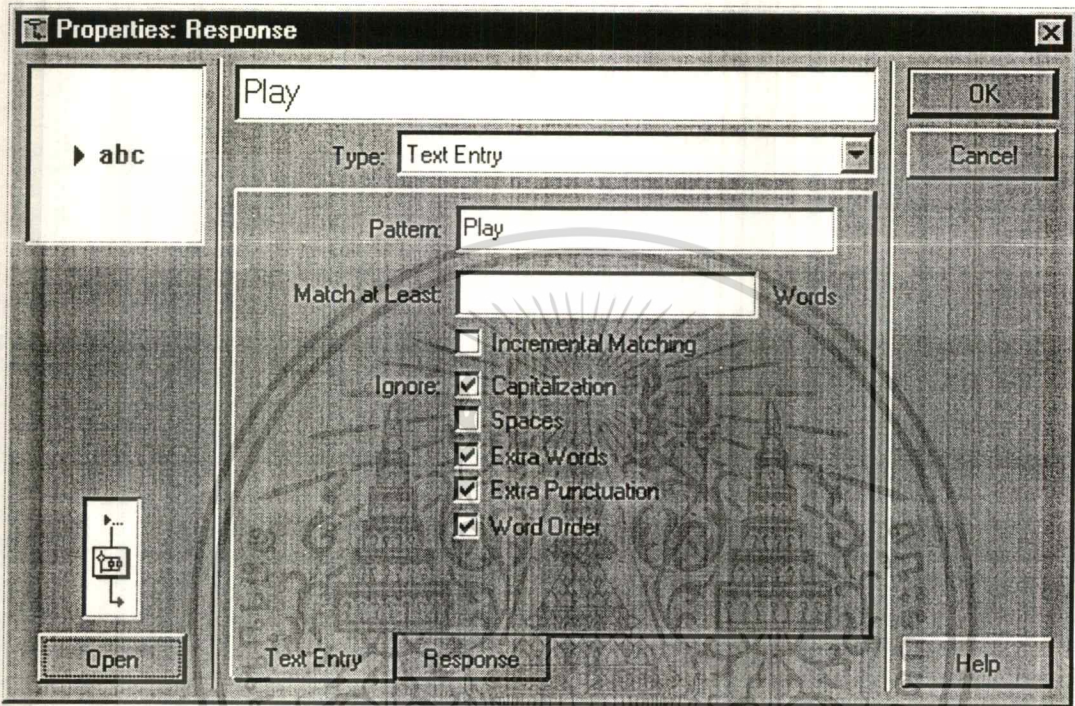 Properties: Response
Play
OK
▶ abc
Type: Text Entry
Cancel
Pattern: Play
Match at Least: Words
Incremental Matching
Ignore: Capitalization
Spaces
Extra Words
Extra Punctuation
Word Order
Open
Text Entry
Response
Help